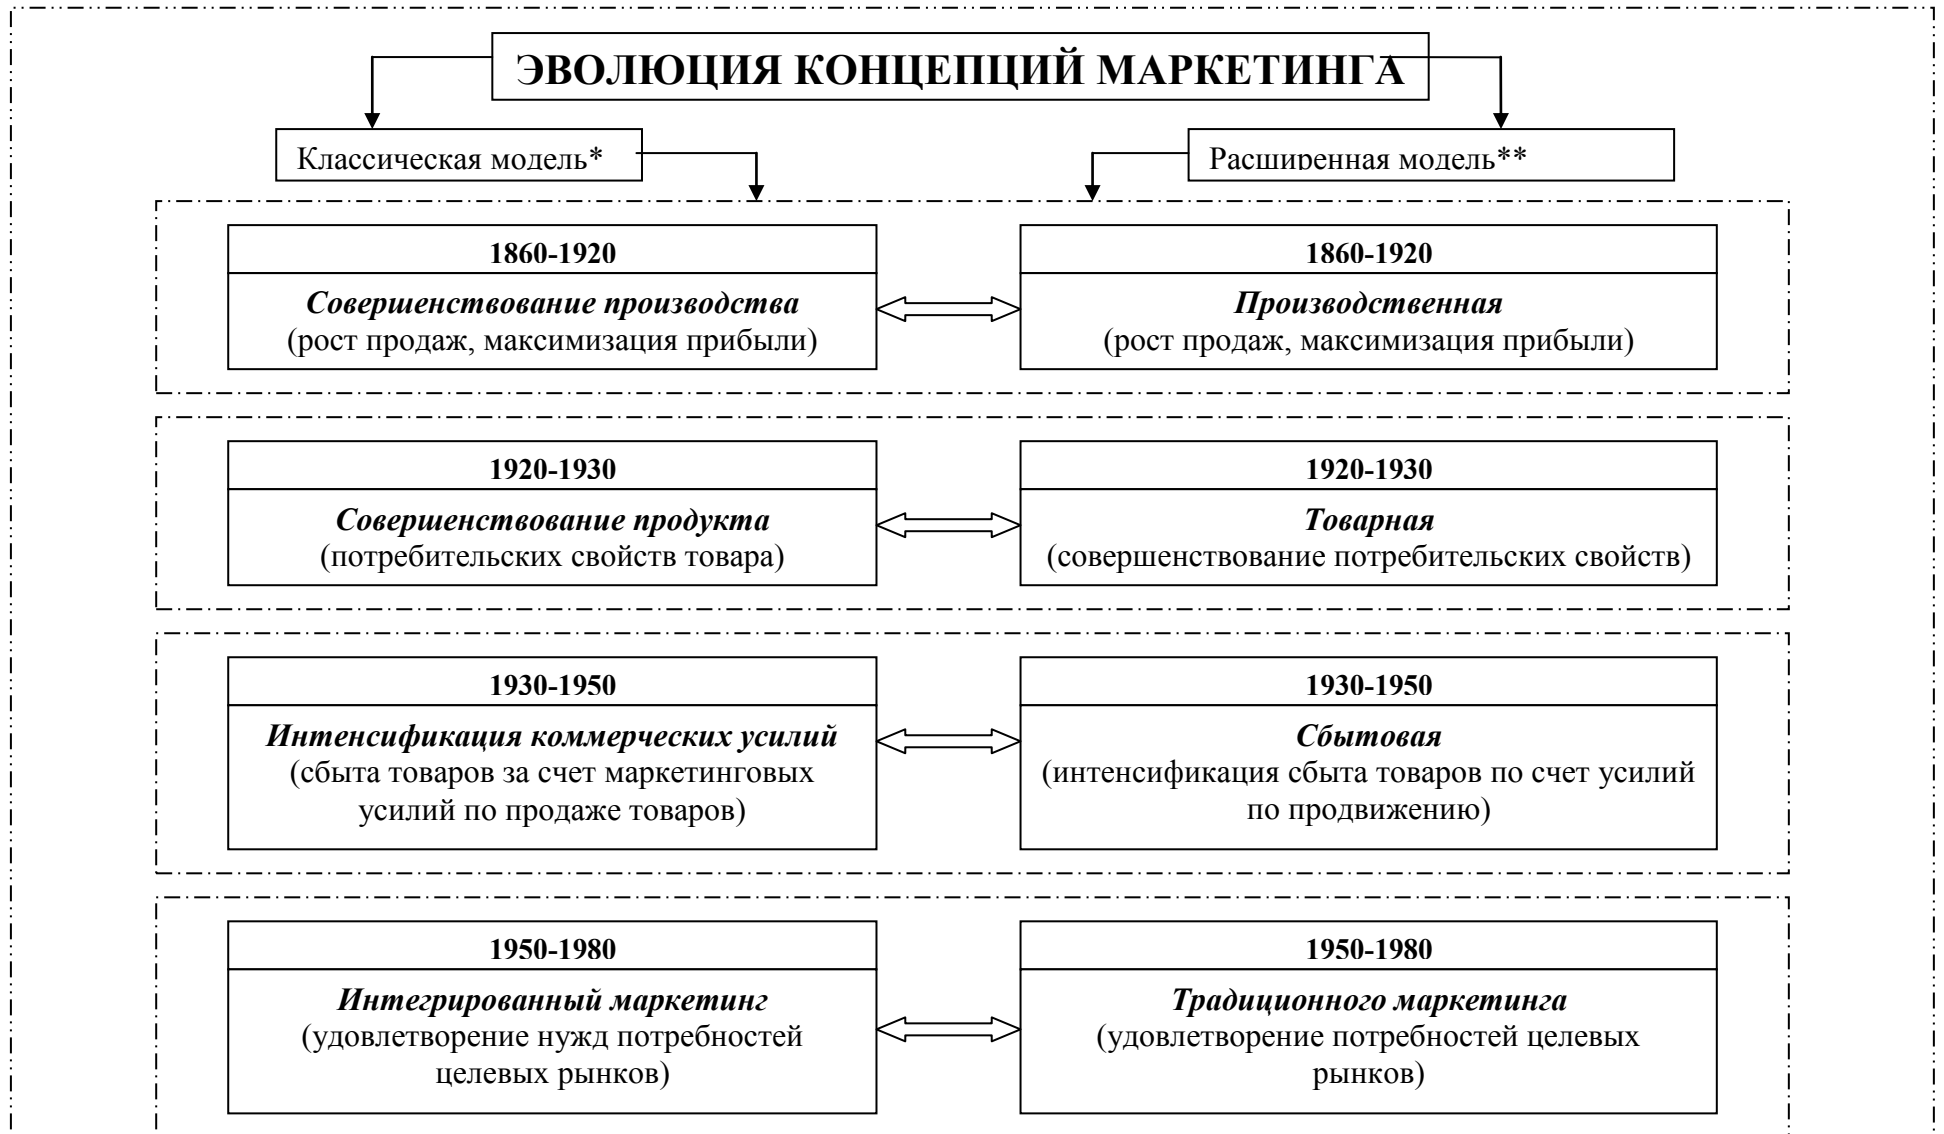 ЭВОЛЮЦИЯ КОНЦЕПЦИЙ МАРКЕТИНГА
Классическая модель*
Расширенная модель**
1860-1920
Совершенствование производства
(рост продаж, максимизация прибыли)
1860-1920
Производственная
(рост продаж, максимизация прибыли)
1920-1930
Совершенствование продукта
(потребительских свойств товара)
1920-1930
Товарная
(совершенствование потребительских свойств)
1930-1950
Интенсификация коммерческих усилий
(сбыта товаров за счет маркетинговых
усилий по продаже товаров)
1930-1950
Сбытовая
(интенсификация сбыта товаров по счет усилий
по продвижению)
1950-1980
Интегрированный маркетинг
(удовлетворение нужд потребностей
целевых рынков)
1950-1980
Традиционного маркетинга
(удовлетворение потребностей целевых
рынков)